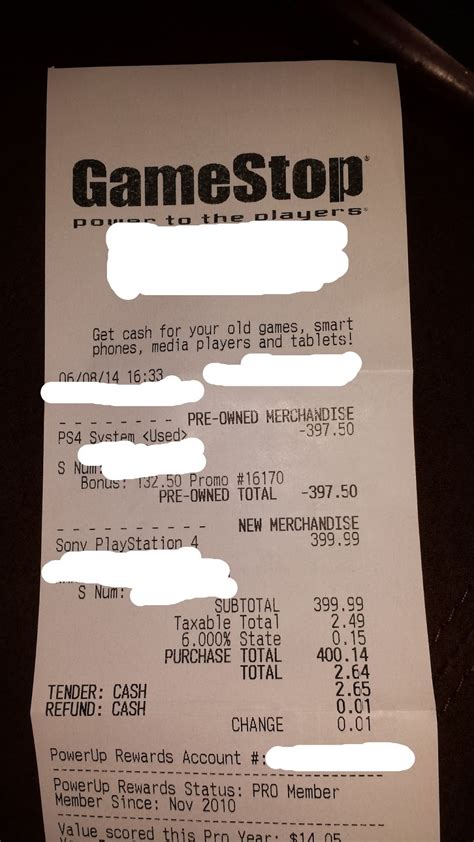 GameStop
power to the players
Get cash for your old games, smart
phones, media players and tablets!
06/08/14 16:33
- - - - - - - PRE-OWNED MERCHANDISE
PS4 System <Used> -397.50
S Num:
Bonus: 132.50 Promo #16170
PRE-OWNED TOTAL -397.50
- - - - - - - - - - NEW MERCHANDISE
Sony PlayStation 4 399.99
S Num:
SUBTOTAL 399.99
Taxable Total 2.49
6.000% State 0.15
PURCHASE TOTAL 400.14
TOTAL 2.64
TENDER: CASH 2.65
REFUND: CASH 0.01
CHANGE 0.01
PowerUp Rewards Account #:
PowerUp Rewards Status: PRO Member
Member Since: Nov 2010
Value scored this Pro Year: $14.05